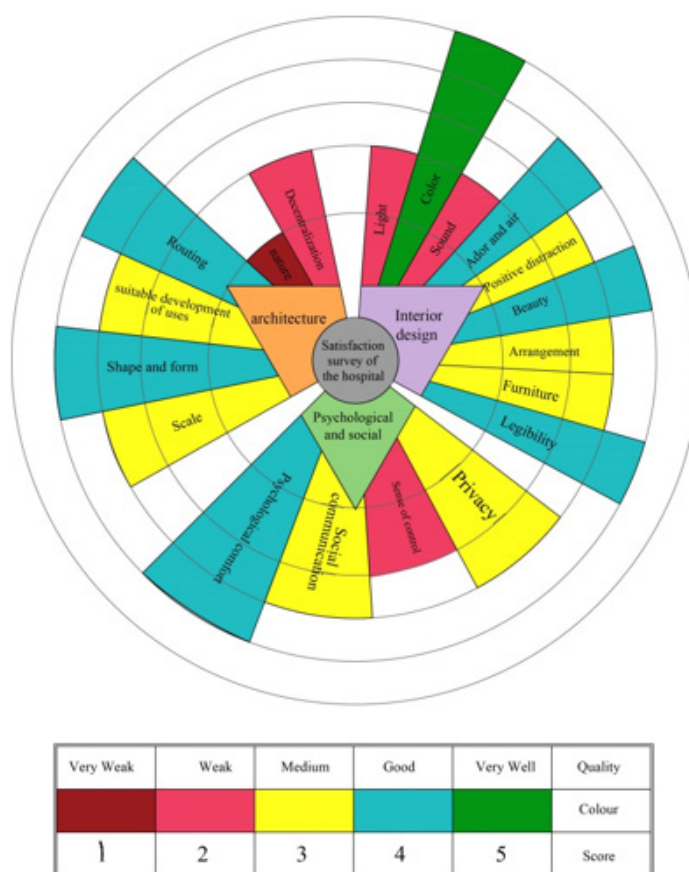 Decentralization
nature
Routing
suitable development
of uses
Shape and form
Scale
architecture
Light
Color
Sound
Ador and air
Positive distraction
Beauty
Arrangement
Furniture
Legibility
Interior
design
Satisfaction
survey of
the hospital
Psychological
and social
Psychological comfort
Social
communication
Sense of control
Privacy
Very Weak Weak Medium Good Very Well Quality
Colour
1 2 3 4 5 Score